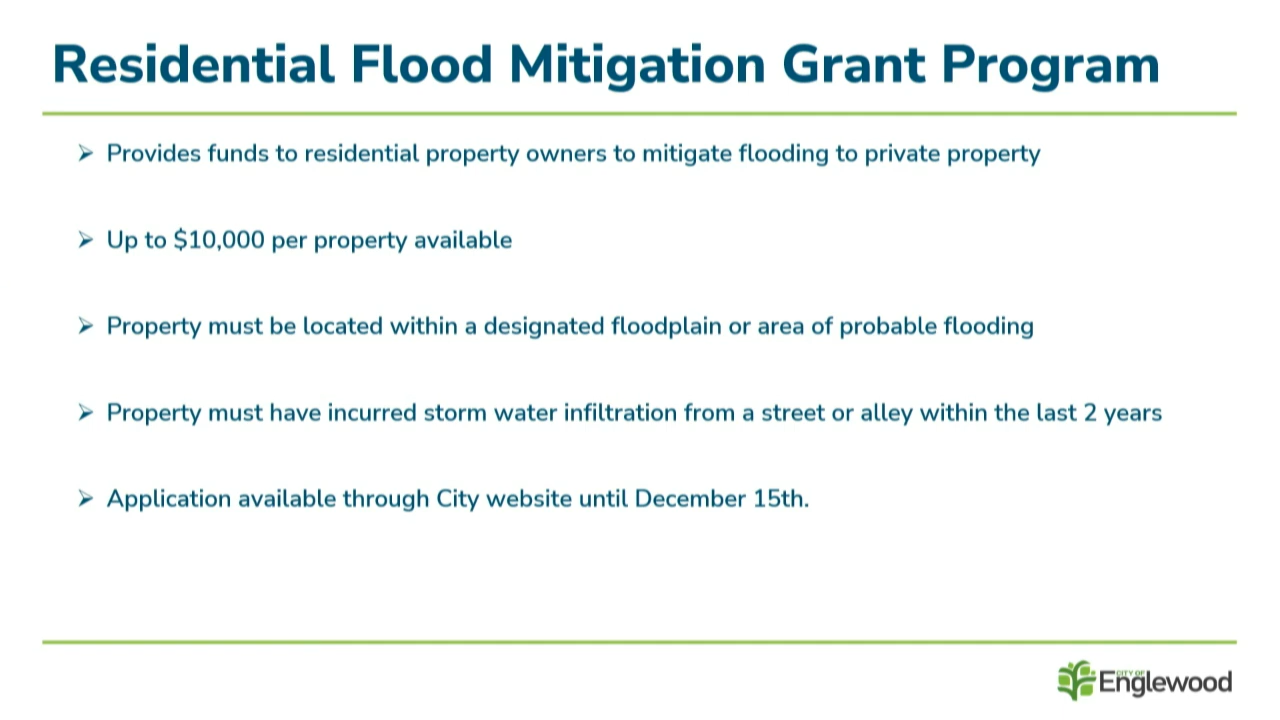 Residential Flood Mitigation Grant Program
➢ Provides funds to residential property owners to mitigate flooding to private property
➢ Up to $10,000 per property available
➢ Property must be located within a designated floodplain or area of probable flooding
➢ Property must have incurred storm water infiltration from a street or alley within the last 2 years
➢ Application available through City website until December 15th.
CITY OF
Englewood